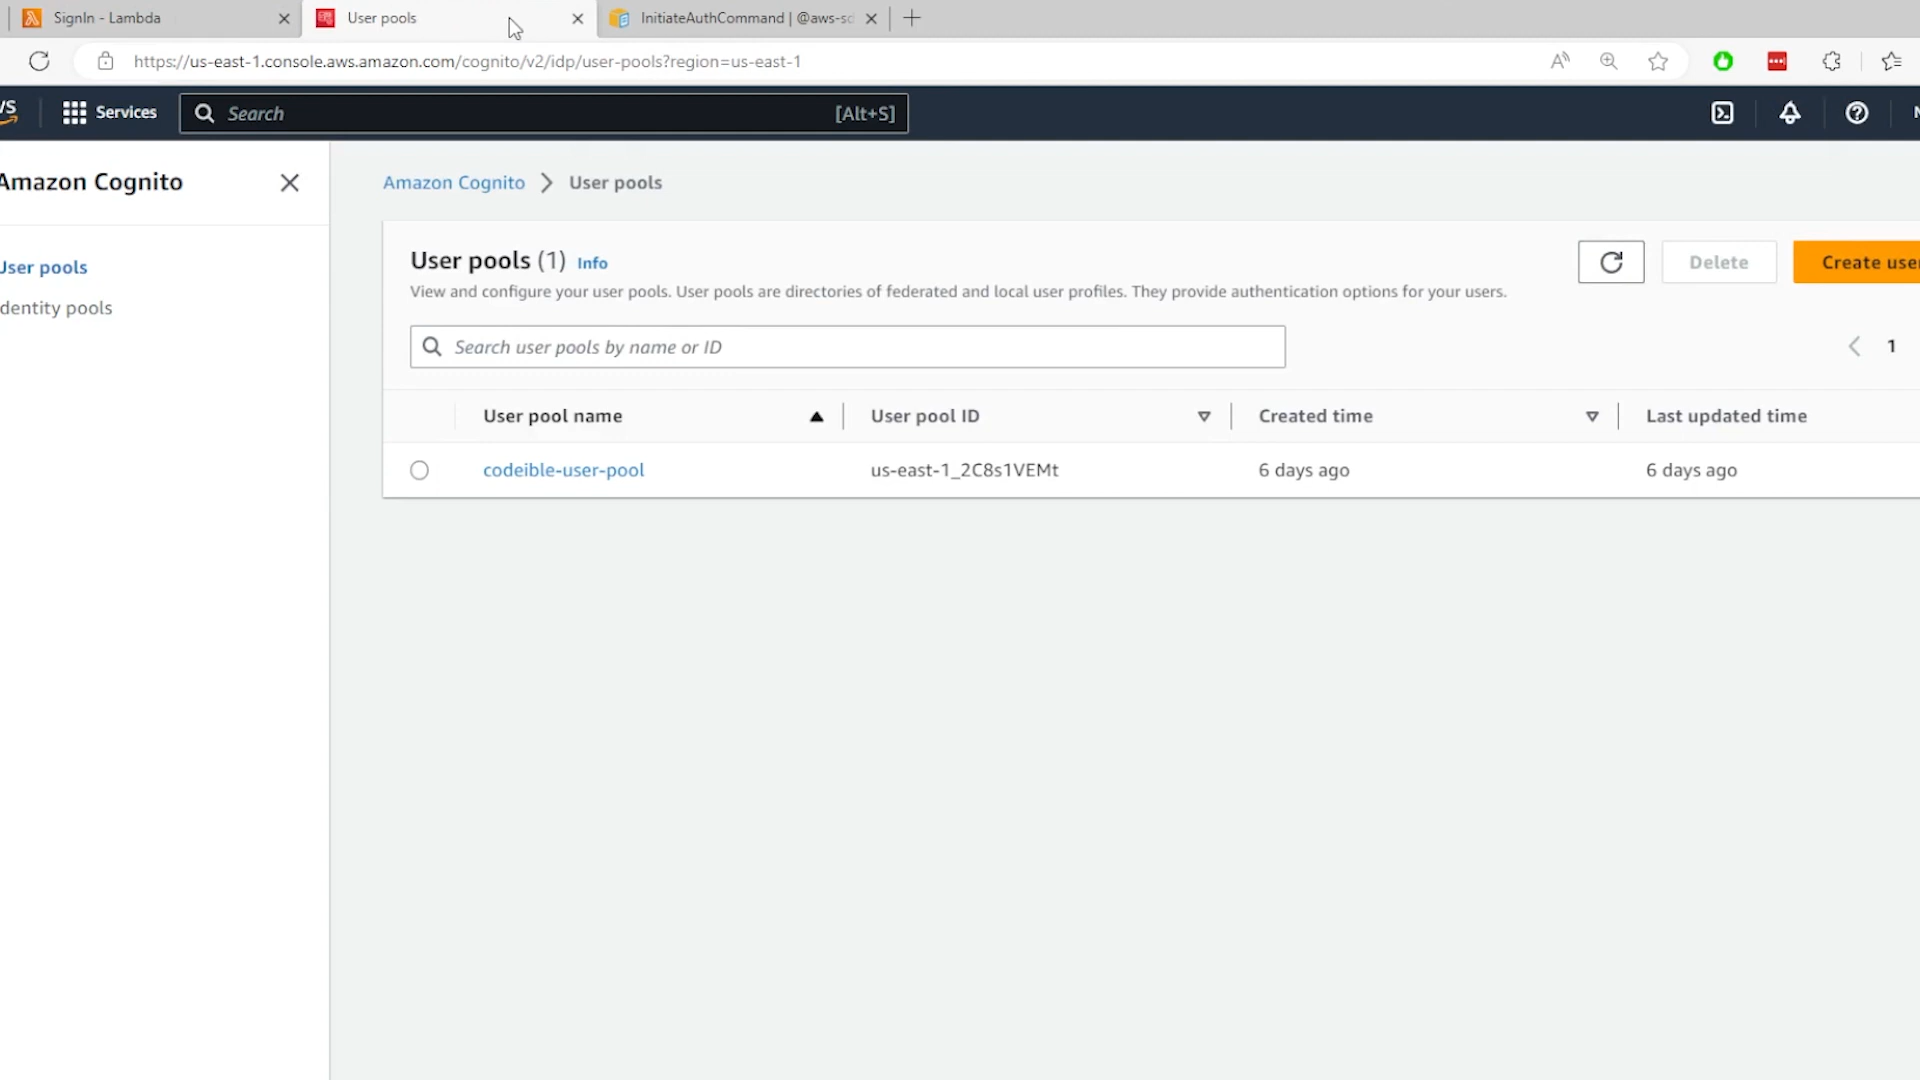 SignIn - Lambda
User pools
InitiateAuthCommand | @aws-sd
https://us-east-1.console.aws.amazon.com/cognito/v2/idp/user-pools?region=us-east-1
Services
Search
[Alt+S]
Amazon Cognito
User pools
dentity pools
Amazon Cognito
User pools
User pools (1)
Info
View and configure your user pools. User pools are directories of federated and local user profiles. They provide authentication options for your users.
Delete
Create user
Search user pools by name or ID
1
User pool name
User pool ID
Created time
Last updated time
codeible-user-pool
us-east-1_2C8s1VEMt
6 days ago
6 days ago